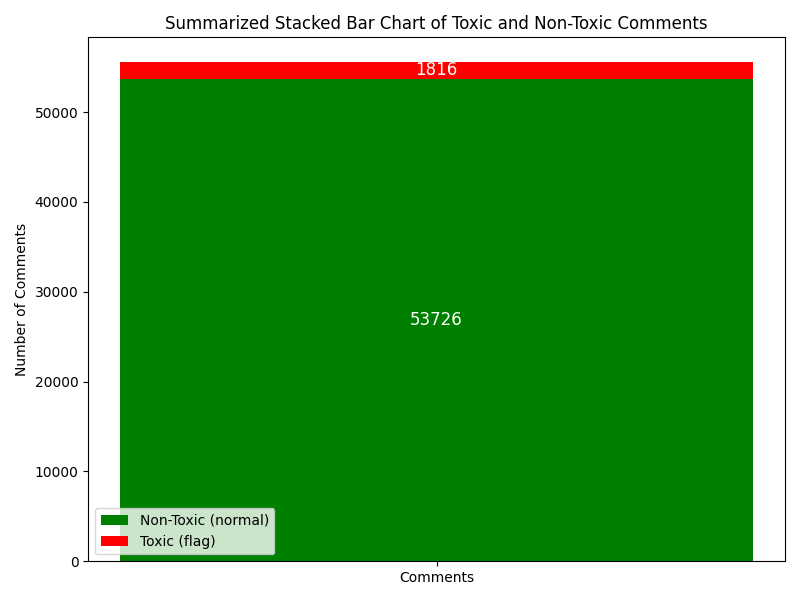 Summarized Stacked Bar Chart of Toxic and Non-Toxic Comments
1816
50000
40000
Number of Comments
30000
53726
20000
10000
Non-Toxic (normal)
Toxic (flag)
0
Comments